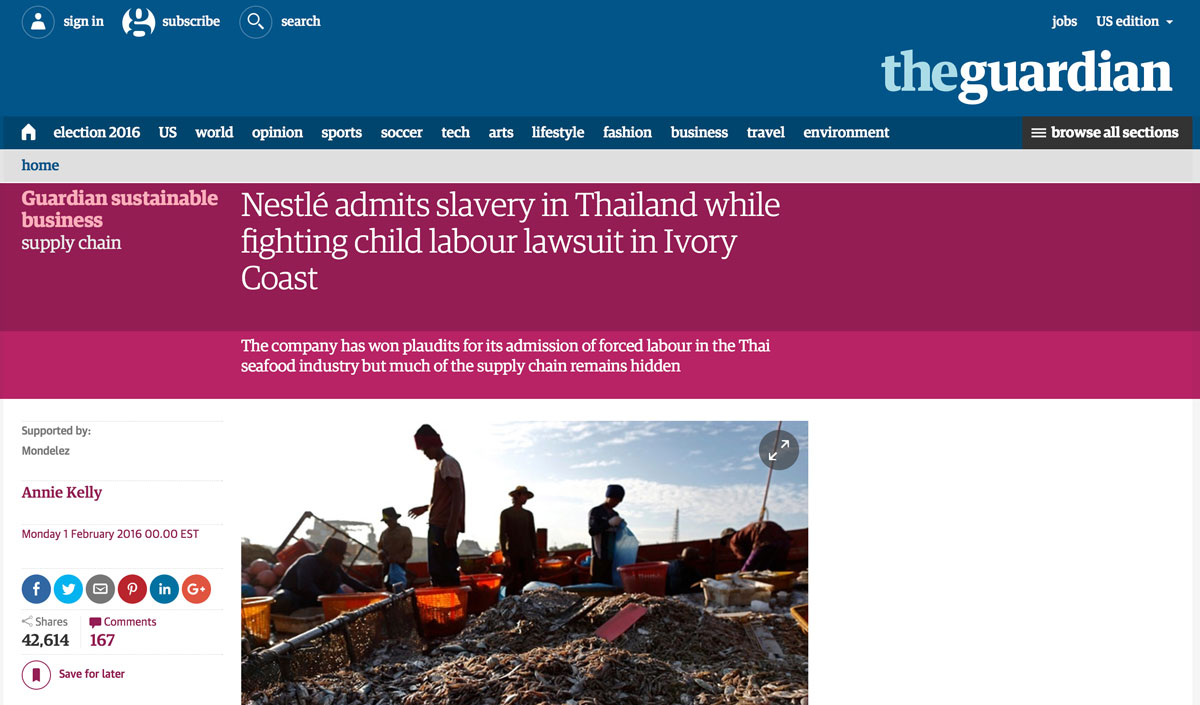 sign in
subscribe
search
jobs
US edition
theguardian
election 2016 US world opinion sports soccer tech arts lifestyle fashion business travel environment
browse all sections
home
Guardian sustainable
business
supply chain
Nestlé admits slavery in Thailand while
fighting child labour lawsuit in Ivory
Coast
The company has won plaudits for its admission of forced labour in the Thai
seafood industry but much of the supply chain remains hidden
Supported by:
Mondelez
Annie Kelly
Monday 1 February 2016 00.00 EST
Shares
42,614
Comments
167
Save for later